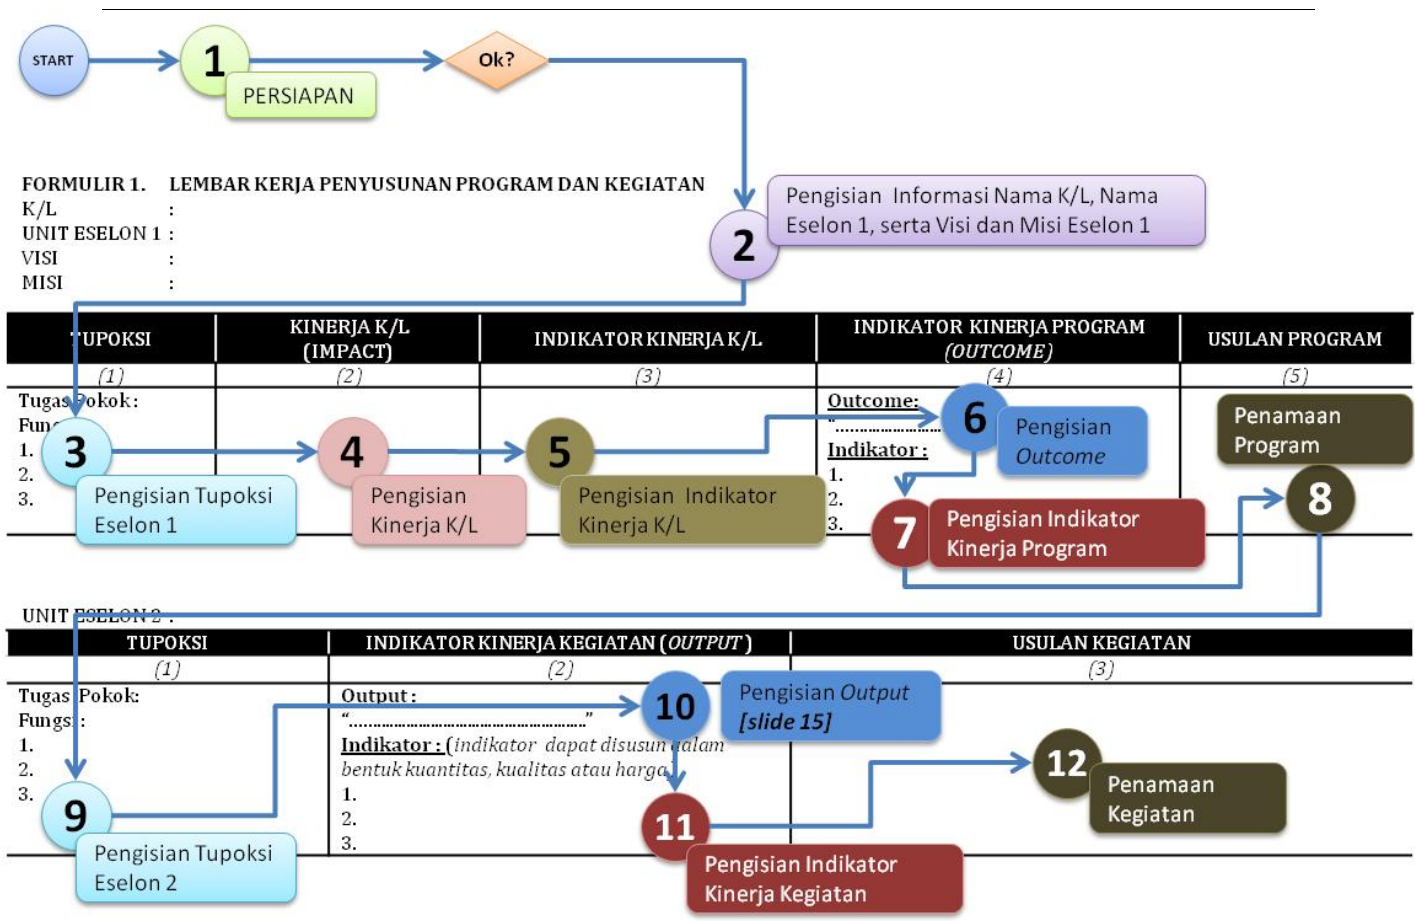 START
1
PERSIAPAN
Ok?
FORMULIR 1. LEMBAR KERJA PENYUSUNAN PROGRAM DAN KEGIATAN
K/L :
UNIT ESELON 1 :
VISI :
MISI :
2
Pengisian Informasi Nama K/L, Nama
Eselon 1, serta Visi dan Misi Eselon 1
TUPOKSI
KINERJA K/L
(IMPACT)
INDIKATOR KINERJA K/L
INDIKATOR KINERJA PROGRAM
(OUTCOME)
USULAN PROGRAM
(1)
(2)
(3)
(4)
(5)
Tugas Pokok :
1.
2.
3.
3
Pengisian Tupoksi
Eselon 1
4
Pengisian
Kinerja K/L
5
Pengisian Indikator
Kinerja K/L
Outcome:
“..........................
Indikator :
1.
2.
3.
6
Pengisian
Outcome
7
Pengisian Indikator
Kinerja Program
Penamaan
Program
8
UNIT ESELON 2 :
TUPOKSI
INDIKATOR KINERJA KEGIATAN (OUTPUT )
USULAN KEGIATAN
(1)
(2)
(3)
Tugas Pokok:
Fungsi :
1.
2.
3.
9
Pengisian Tupoksi
Eselon 2
Output :
“......................................................”
Indikator : (indikator dapat disusun dalam
bentuk kuantitas, kualitas atau harga)
1.
2.
3.
10
Pengisian Output
[slide 15]
11
Pengisian Indikator
Kinerja Kegiatan
12
Penamaan
Kegiatan